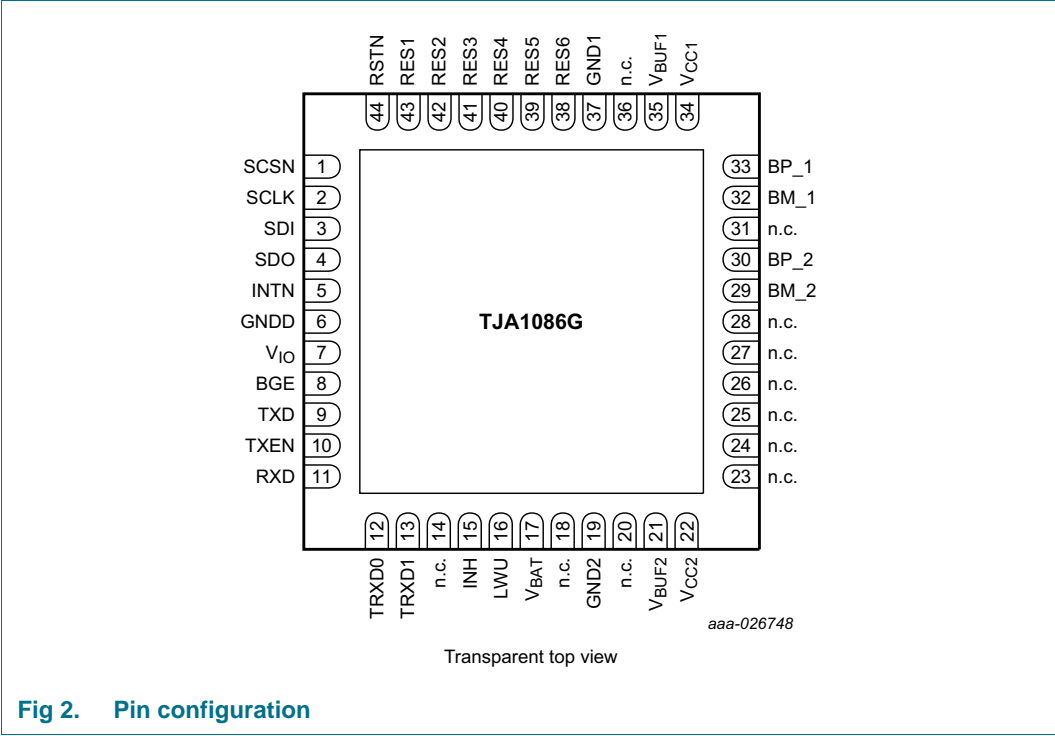 RSTN
RES1
RES2
RES3
RES4
RES5
RES6
GND1
n.c.
VBUF1
VCC1
44
43
42
41
40
39
38
37
36
35
34
SCSN 1
SCLK 2
SDI 3
SDO 4
INTN 5
GNDD 6
VIO 7
BGE 8
TXD 9
TXEN 10
RXD 11
TJA1086G
33 BP_1
32 BM_1
31 n.c.
30 BP_2
29 BM_2
28 n.c.
27 n.c.
26 n.c.
25 n.c.
24 n.c.
23 n.c.
12
13
14
15
16
17
18
19
20
21
22
TRXD0
TRXD1
n.c.
INH
LWU
VBAT
n.c.
GND2
n.c.
VBUF2
VCC2
aaa-026748
Transparent top view
Fig 2. Pin configuration